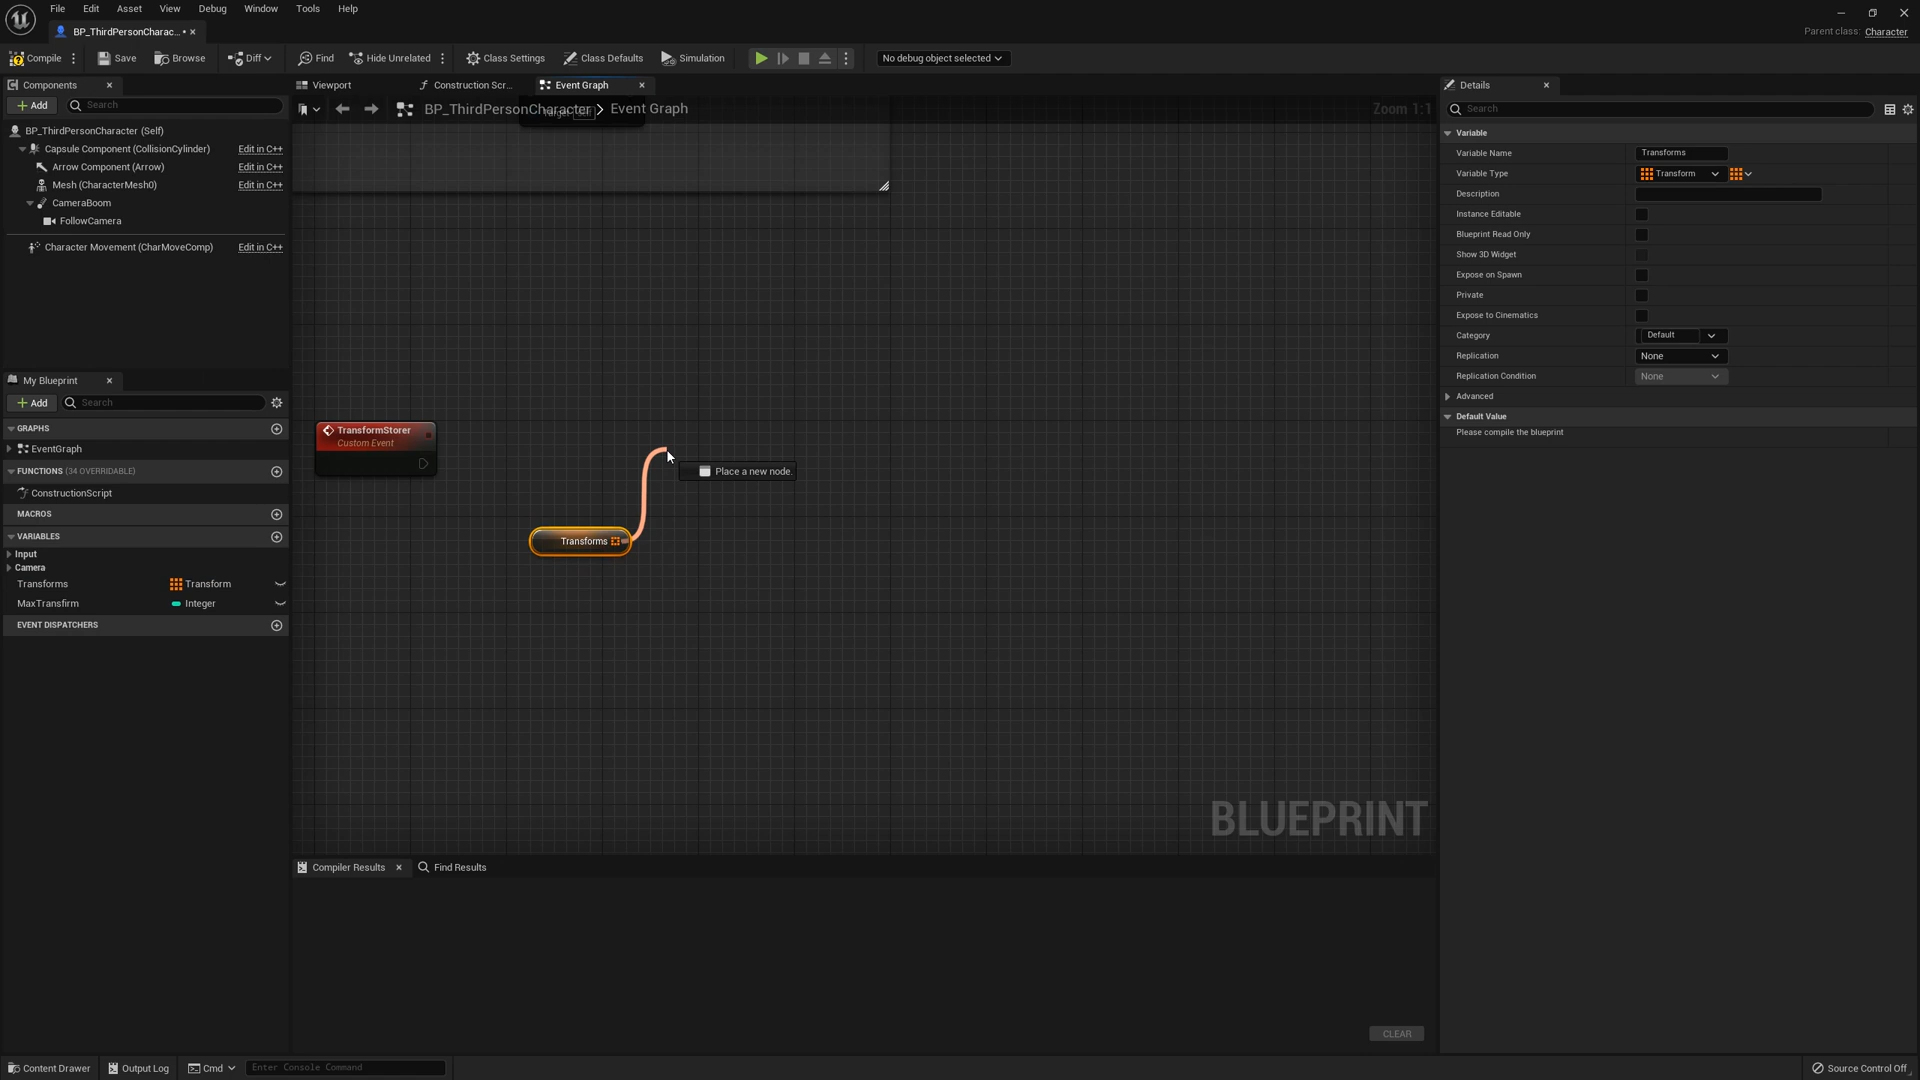 File Edit Asset View Debug Window Tools Help
BP_ThirdPersonCharac... •
Parent class: Character
Compile Save Browse Diff Find Hide Unrelated Class Settings Class Defaults Simulation No debug object selected
Components
Add Search
BP_ThirdPersonCharacter (Self)
Capsule Component (CollisionCylinder) Edit in C++
Arrow Component (Arrow) Edit in C++
Mesh (CharacterMesh0) Edit in C++
CameraBoom
FollowCamera
Character Movement (CharMoveComp) Edit in C++
My Blueprint
Add Search
GRAPHS
EventGraph
FUNCTIONS (34 OVERRIDABLE)
ConstructionScript
MACROS
VARIABLES
Input
Camera
Transforms Transform
MaxTransfirm Integer
EVENT DISPATCHERS
Viewport Construction Scr... Event Graph
BP_ThirdPersonCharacter > Event Graph
Zoom 1:1
Target self
TransformStorer
Custom Event
Place a new node.
Transforms
BLUEPRINT
Compiler Results Find Results
CLEAR
Details
Search
Variable
Variable Name Transforms
Variable Type Transform
Description
Instance Editable
Blueprint Read Only
Show 3D Widget
Expose on Spawn
Private
Expose to Cinematics
Category Default
Replication None
Replication Condition None
Advanced
Default Value
Please compile the blueprint
Content Drawer Output Log Cmd Enter Console Command Source Control Off